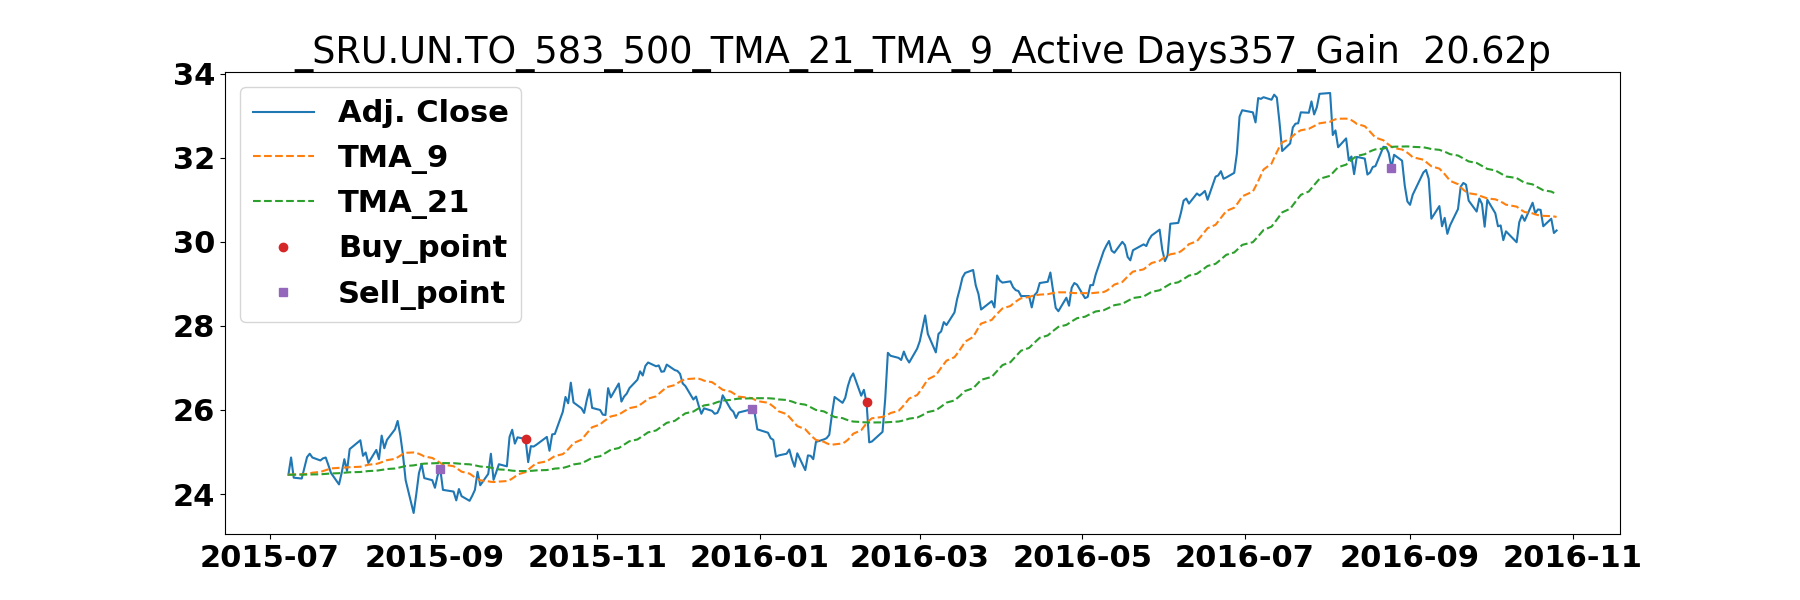 _SRU.UN.TO_583_500_TMA_21_TMA_9_Active Days357_Gain  20.62p
34
32
30
28
26
24
Adj. Close
TMA_9
TMA_21
Buy_point
Sell_point
2015-07 2015-09 2015-11 2016-01 2016-03 2016-05 2016-07 2016-09 2016-11